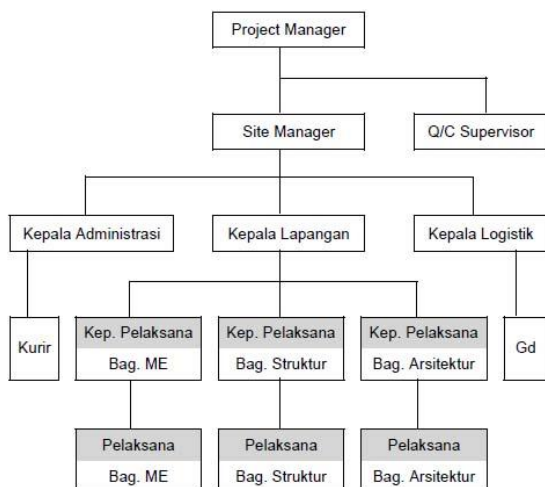 Project Manager
Site Manager
Q/C Supervisor
Kepala Administrasi
Kepala Lapangan
Kepala Logistik
Kurir
Kep. Pelaksana
Bag. ME
Kep. Pelaksana
Bag. Struktur
Kep. Pelaksana
Bag. Arsitektur
Gd
Pelaksana
Bag. ME
Pelaksana
Bag. Struktur
Pelaksana
Bag. Arsitektur